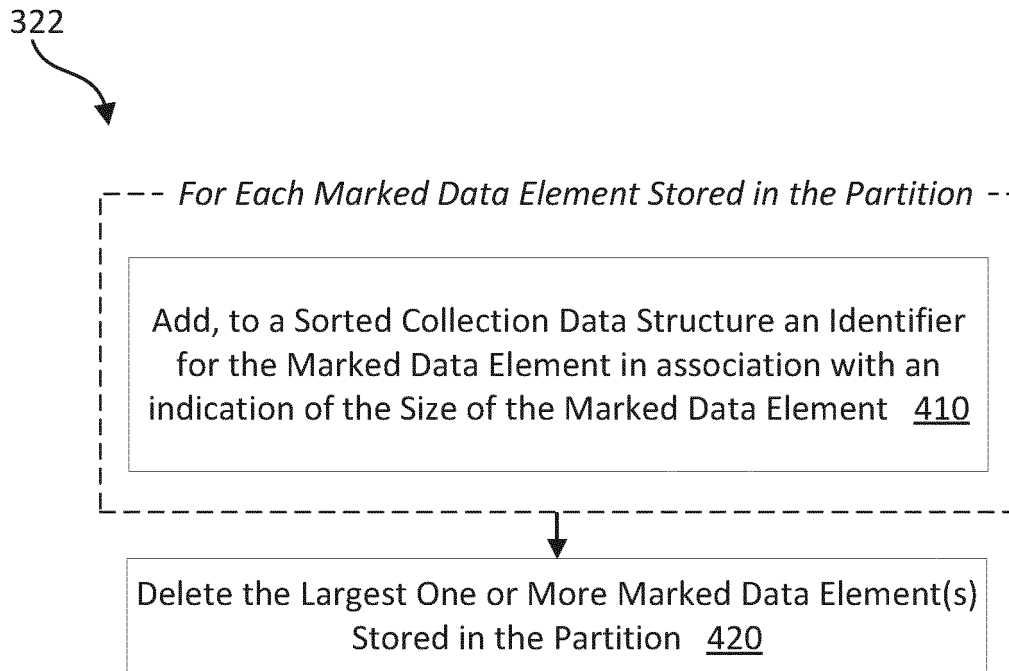 322
For Each Marked Data Element Stored in the Partition
Add, to a Sorted Collection Data Structure an Identifier
for the Marked Data Element in association with an
indication of the Size of the Marked Data Element 410
Delete the Largest One or More Marked Data Element(s)
Stored in the Partition 420